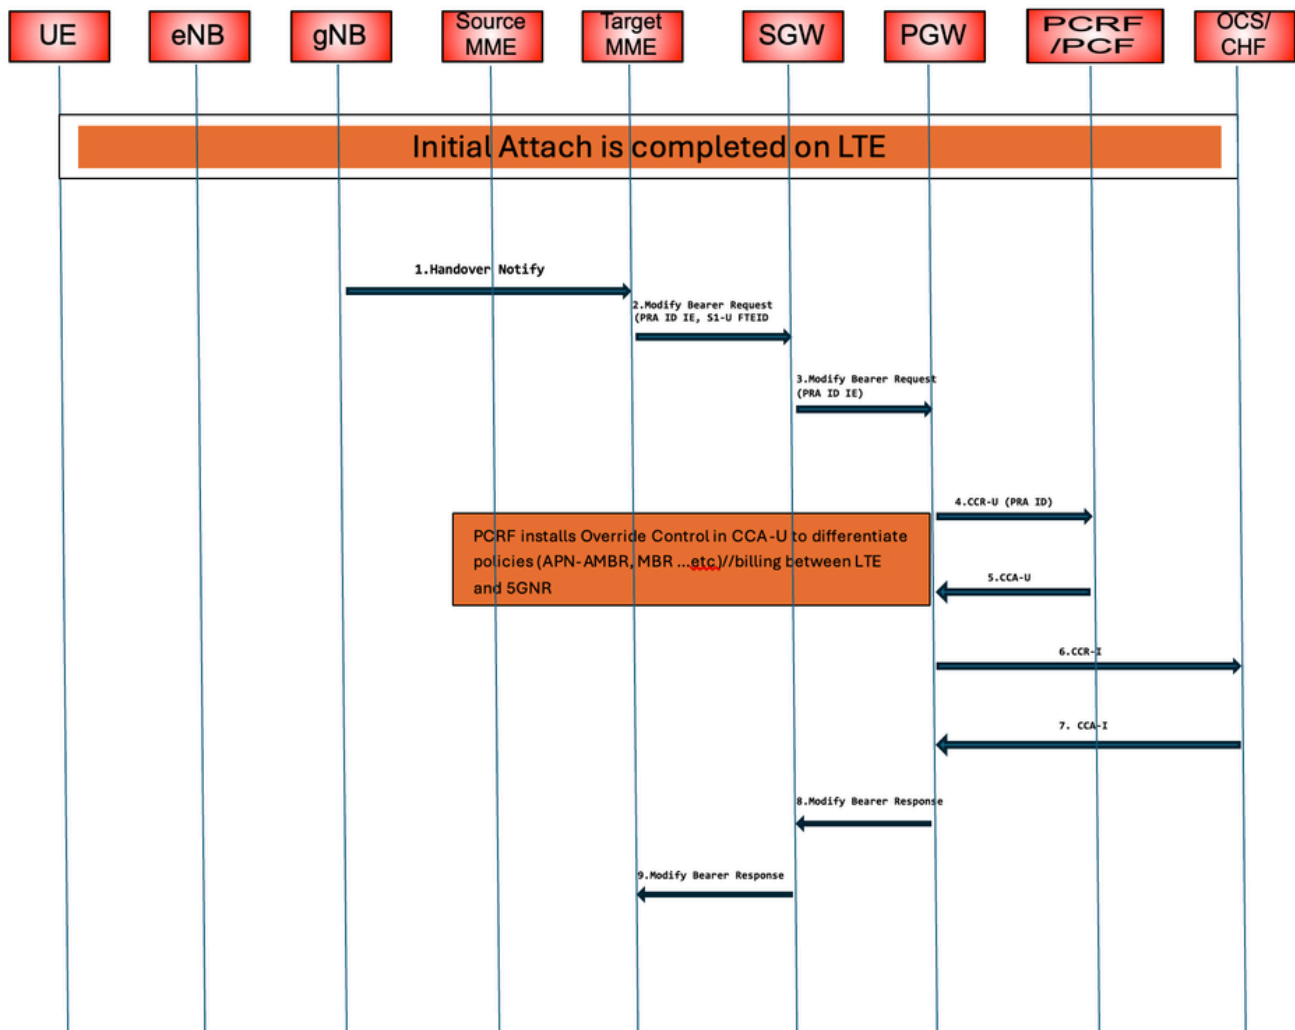 UE
eNB
gNB
Source
MME
Target
MME
SGW
PGW
PCRF
/PCF
OCS/
CHF
Initial Attach is completed on LTE
1.Handover Notify
2.Modify Bearer Request
(PRA ID IE, S1-U FTEID
3.Modify Bearer Request
(PRA ID IE)
4.CCR-U (PRA ID)
PCRF installs Override Control in CCA-U to differentiate
policies (APN-AMBR, MBR ...etc)//billing between LTE
and 5GNR
5.CCA-U
6.CCR-I
7. CCA-I
8.Modify Bearer Response
9.Modify Bearer Response